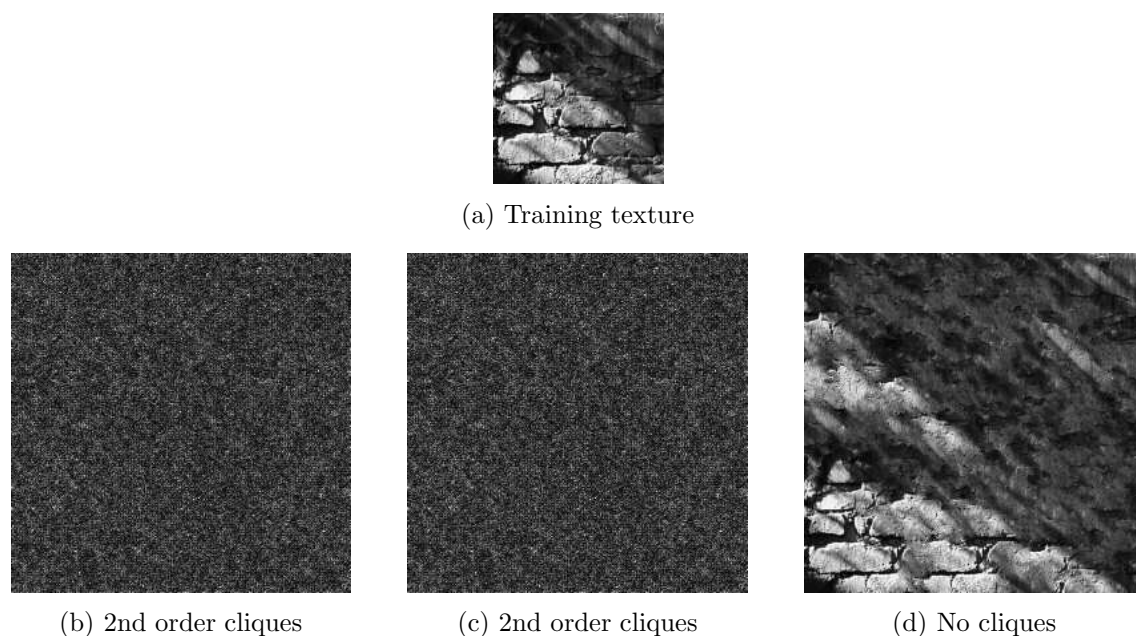 (a) Training texture
(b) 2nd order cliques
(c) 2nd order cliques
(d) No cliques